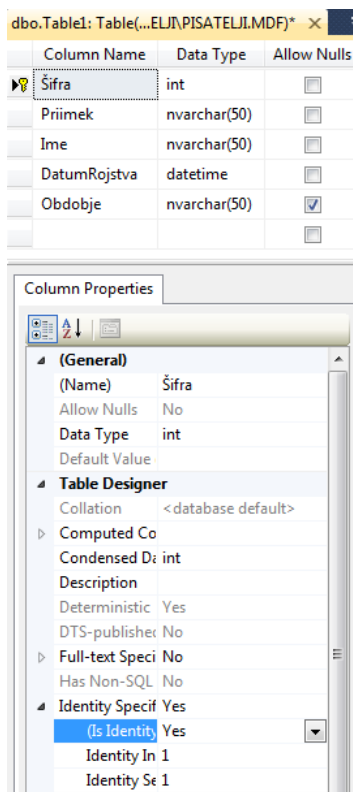 dbo.Table1: Table(...ELJI\PISATELJI.MDF)*
Column Name Data Type Allow Nulls
Šifra int
Priimek nvarchar(50)
Ime nvarchar(50)
DatumRojstva datetime
Obdobje nvarchar(50)
Column Properties
(General)
(Name) Šifra
Allow Nulls No
Data Type int
Default Value
Table Designer
Collation <database default>
Computed Co
Condensed Da int
Description
Deterministic Yes
DTS-published No
Full-text Speci No
Has Non-SQL No
Identity Specif Yes
(Is Identity Yes
Identity In 1
Identity Se 1